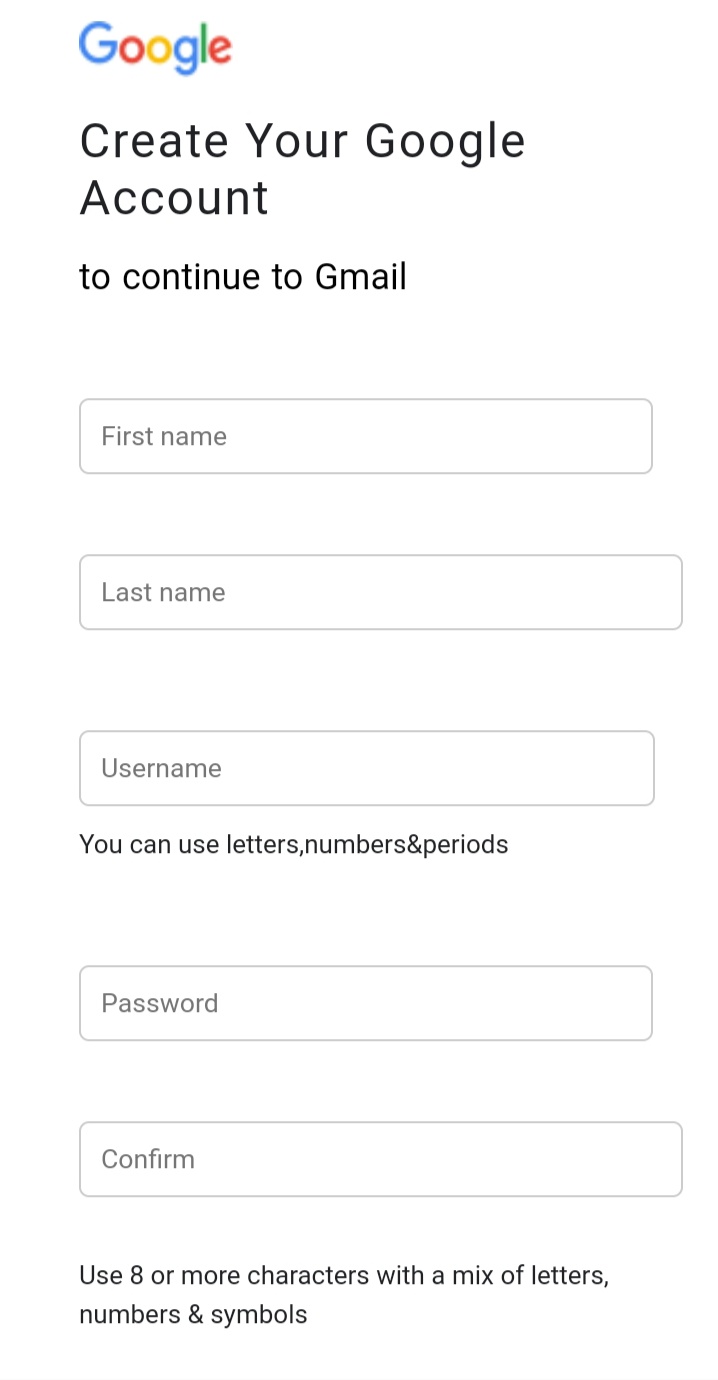 Google
Create Your Google
Account
to continue to Gmail
First name
Last name
Username
You can use letters,numbers&periods
Password
Confirm
Use 8 or more characters with a mix of letters,
numbers & symbols